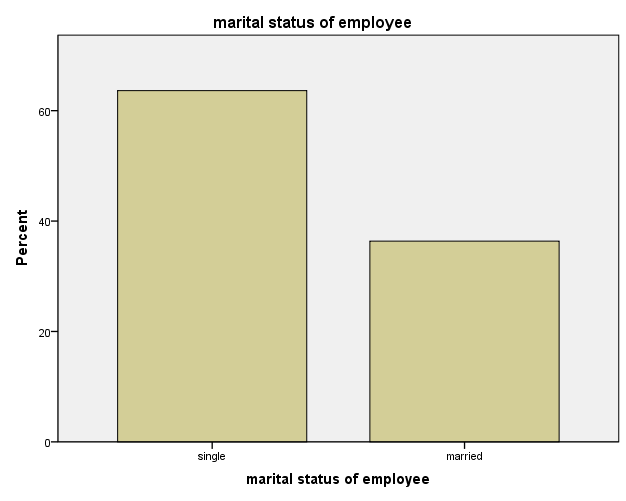 marital status of employee
Percent
60
40
20
0
single
married
marital status of employee